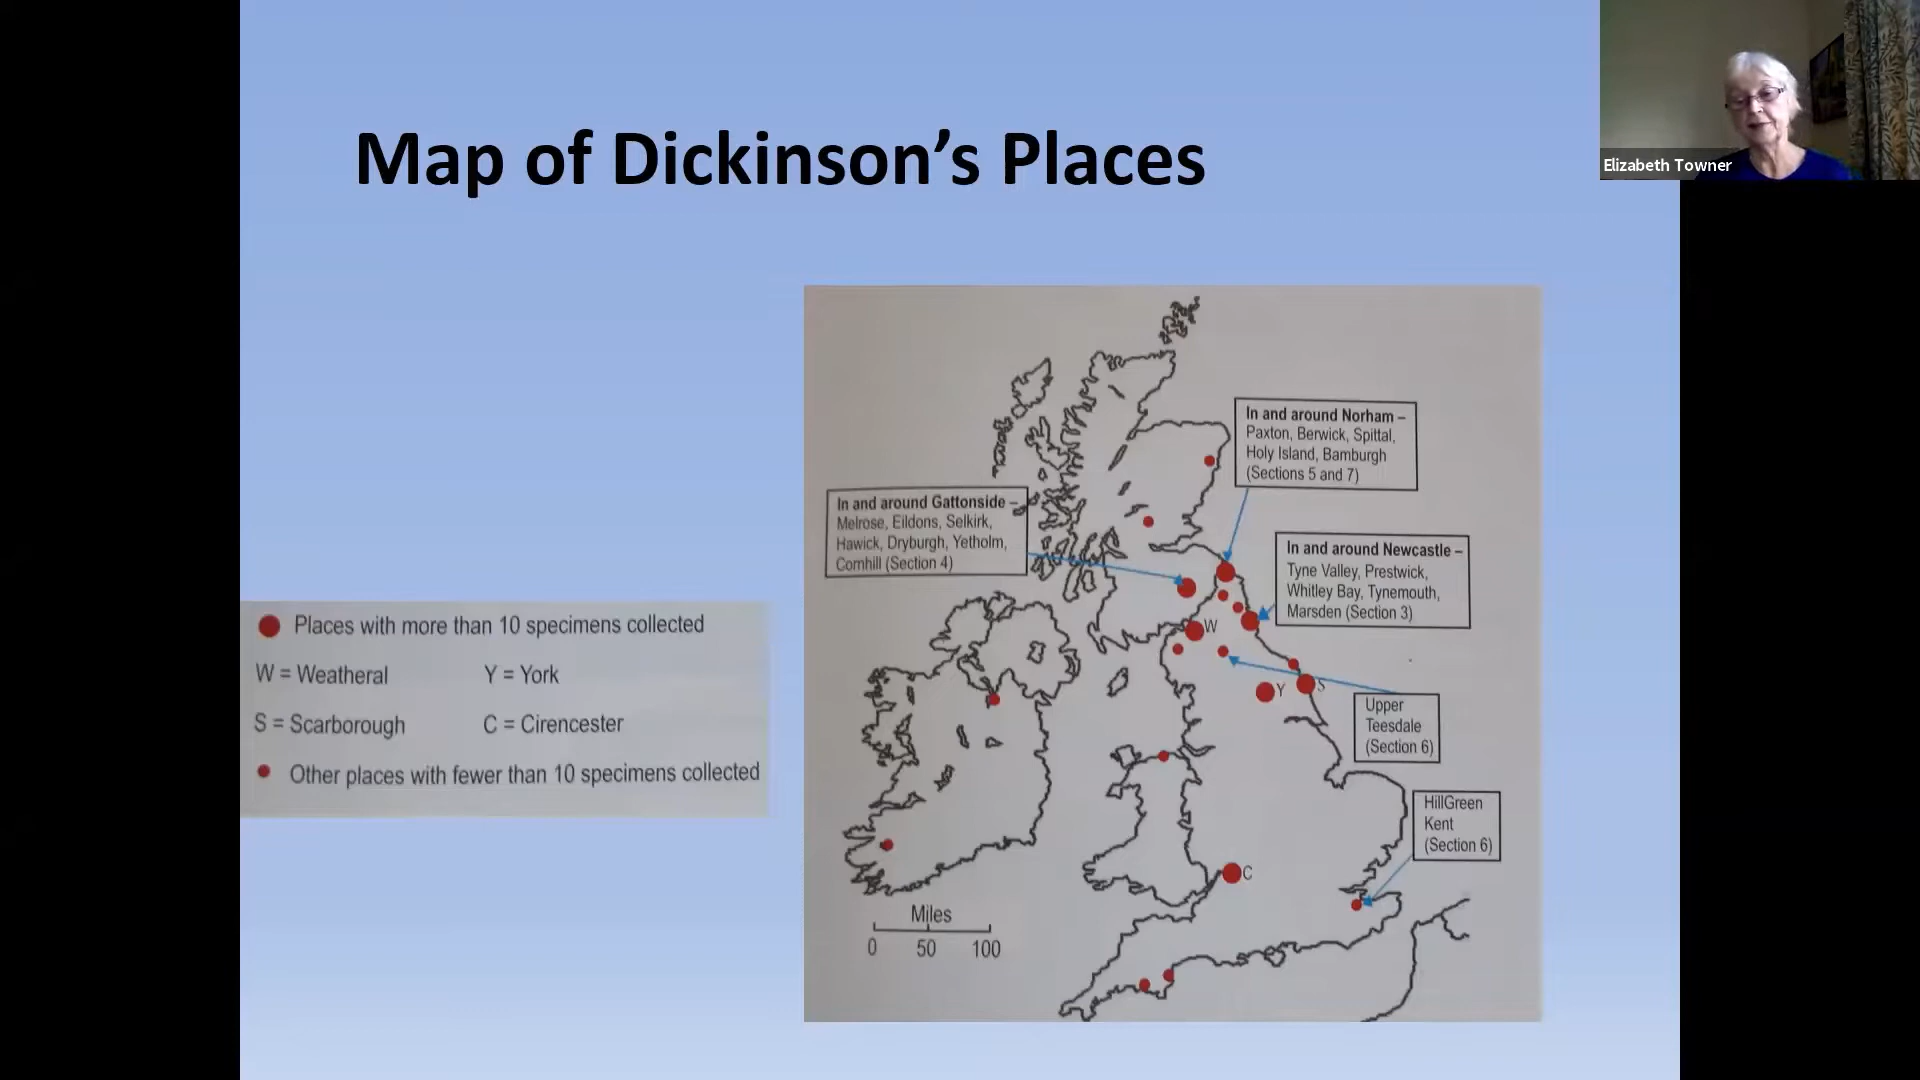 Map of Dickinson's Places
Elizabeth Towner
Places with more than 10 specimens collected
W = Weatheral Y = York
S = Scarborough C = Cirencester
Other places with fewer than 10 specimens collected
In and around Norham –
Paxton, Berwick, Spittal,
Holy Island, Bamburgh
(Sections 5 and 7)
In and around Gattonside –
Melrose, Eildons, Selkirk,
Hawick, Dryburgh, Yetholm,
Cornhill (Section 4)
In and around Newcastle –
Tyne Valley, Prestwick,
Whitley Bay, Tynemouth,
Marsden (Section 3)
W
Y
S
Upper
Teesdale
(Section 6)
HillGreen
Kent
(Section 6)
C
Miles
0 50 100